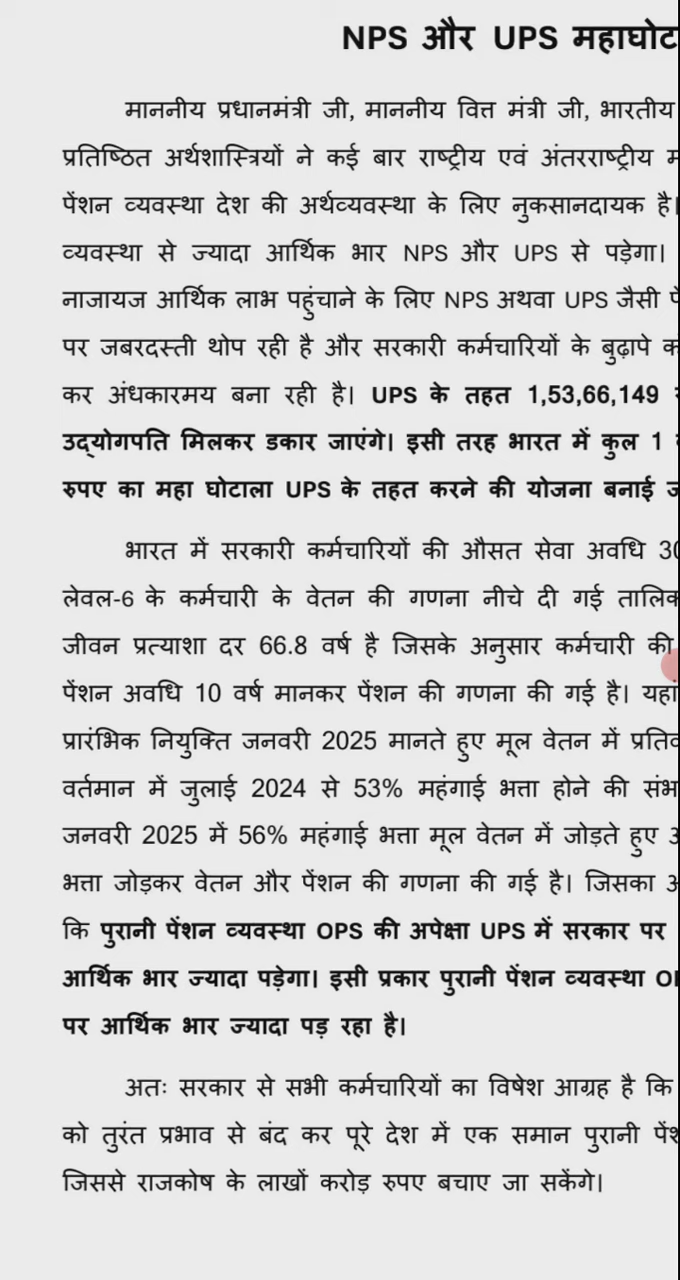 NPS और UPS महाघोट
माननीय प्रधानमंत्री जी, माननीय वित्त मंत्री जी, भारतीय
प्रतिष्ठित अर्थशास्त्रियों ने कई बार राष्ट्रीय एवं अंतरराष्ट्रीय
पेंशन व्यवस्था देश की अर्थव्यवस्था के लिए नुकसानदायक है।
व्यवस्था से ज्यादा आर्थिक भार NPS और UPS से पड़ेगा।
नाजायज आर्थिक लाभ पहुंचाने के लिए NPS अथवा UPS जैसी
पर जबरदस्ती थोप रही है और सरकारी कर्मचारियों के बुढ़ापे
कर अंधकारमय बना रही है। UPS के तहत 1,53,66,149
उद्योगपति मिलकर डकार जाएंगे। इसी तरह भारत में कुल 1
रुपए का महा घोटाला UPS के तहत करने की योजना बनाई
भारत में सरकारी कर्मचारियों की औसत सेवा अवधि 30
लेवल-6 के कर्मचारी के वेतन की गणना नीचे दी गई तालिक
जीवन प्रत्याशा दर 66.8 वर्ष है जिसके अनुसार कर्मचारी की
पेंशन अवधि 10 वर्ष मानकर पेंशन की गणना की गई है। यहा
प्रारंभिक नियुक्ति जनवरी 2025 मानते हुए मूल वेतन में प्रति
वर्तमान में जुलाई 2024 से 53% महंगाई भत्ता होने की संभ
जनवरी 2025 में 56% महंगाई भत्ता मूल वेतन में जोड़ते हुए
भत्ता जोड़कर वेतन और पेंशन की गणना की गई है। जिसका
कि पुरानी पेंशन व्यवस्था OPS की अपेक्षा UPS में सरकार पर
आर्थिक भार ज्यादा पड़ेगा। इसी प्रकार पुरानी पेंशन व्यवस्था
पर आर्थिक भार ज्यादा पड़ रहा है।
अतः सरकार से सभी कर्मचारियों का विषेश आग्रह है कि
को तुरंत प्रभाव से बंद कर पूरे देश में एक समान पुरानी
जिससे राजकोष के लाखों करोड़ रुपए बचाए जा सकेंगे।